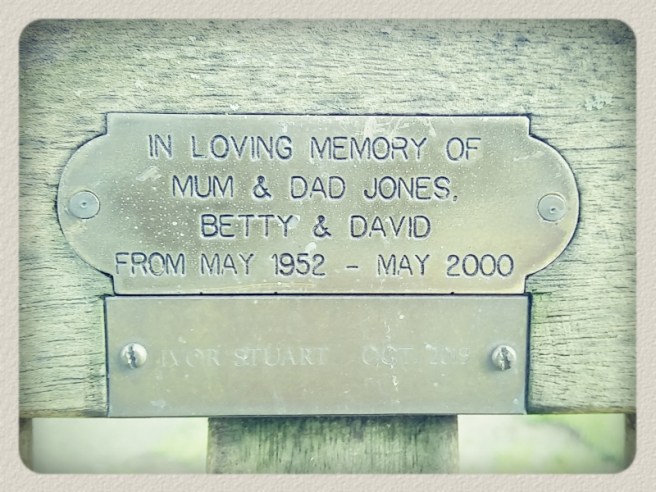 IN LOVING MEMORY OF
MUM & DAD JONES,
BETTY & DAVID
FROM MAY 1952 - MAY 2000
IVOR STUART OCT